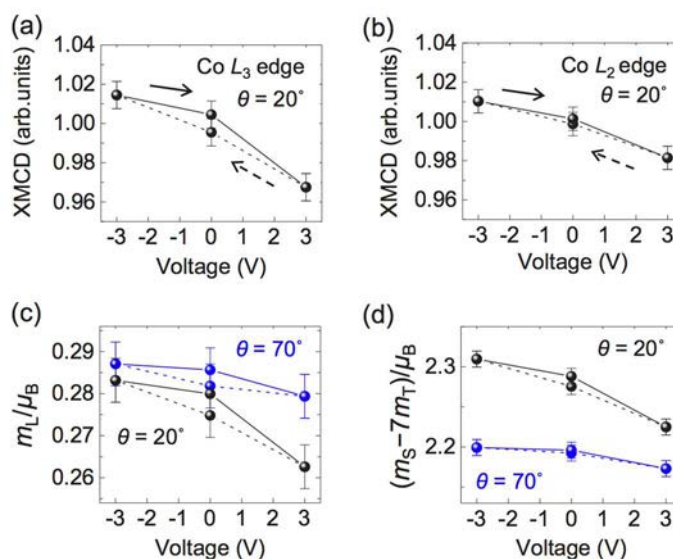 (a)
XMCD (arb.units)
1.04
1.02
1.00
0.98
0.96
Co L3 edge
θ = 20°
-3 -2 -1 0 1 2 3
Voltage (V)
(b)
XMCD (arb.units)
1.04
1.02
1.00
0.98
0.96
Co L2 edge
θ = 20°
-3 -2 -1 0 1 2 3
Voltage (V)
(c)
mL/μB
0.29
0.28
0.27
0.26
θ = 70°
θ = 20°
-3 -2 -1 0 1 2 3
Voltage (V)
(d)
(mS−7mT)/μB
2.3
2.2
θ = 20°
θ = 70°
-3 -2 -1 0 1 2 3
Voltage (V)